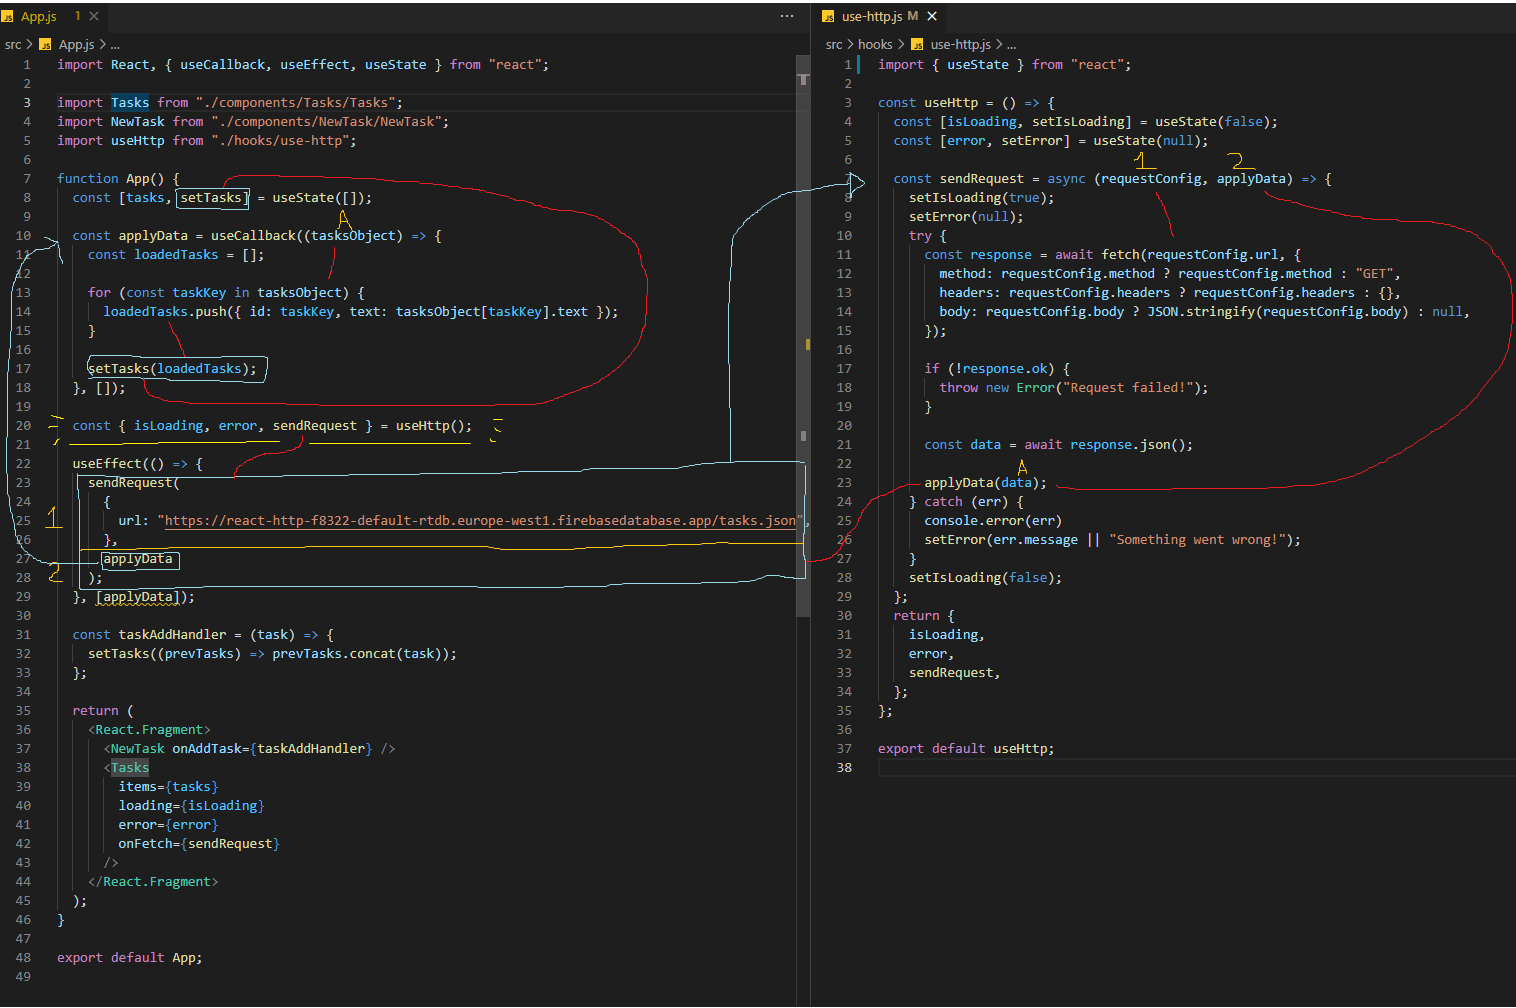 JS App.js 1 × ...
src > JS App.js > ...
1 import React, { useCallback, useEffect, useState } from "react";
2
3 import Tasks from "./components/Tasks/Tasks";
4 import NewTask from "./components/NewTask/NewTask";
5 import useHttp from "./hooks/use-http";
6
7 function App() {
8 const [tasks, setTasks] = useState([]);
9 A
10 const applyData = useCallback((tasksObject) => {
11 const loadedTasks = [];
12
13 for (const taskKey in tasksObject) {
14 loadedTasks.push({ id: taskKey, text: tasksObject[taskKey].text });
15 }
16
17 setTasks(loadedTasks);
18 }, []);
19
20 const { isLoading, error, sendRequest } = useHttp();
21
22 useEffect(() => {
23 sendRequest(
24 {
25 1 url: "https://react-http-f8322-default-rtdb.europe-west1.firebasedatabase.app/tasks.json",
26 },
27 applyData
28 2 );
29 }, [applyData]);
30
31 const taskAddHandler = (task) => {
32 setTasks((prevTasks) => prevTasks.concat(task));
33 };
34
35 return (
36 <React.Fragment>
37 <NewTask onAddTask={taskAddHandler} />
38 <Tasks
39 items={tasks}
40 loading={isLoading}
41 error={error}
42 onFetch={sendRequest}
43 />
44 </React.Fragment>
45 );
46 }
47
48 export default App;
49
JS use-http.js M ×
src > hooks > JS use-http.js > ...
1 import { useState } from "react";
2
3 const useHttp = () => {
4 const [isLoading, setIsLoading] = useState(false);
5 const [error, setError] = useState(null);
6 1 2
7 const sendRequest = async (requestConfig, applyData) => {
8 setIsLoading(true);
9 setError(null);
10 try {
11 const response = await fetch(requestConfig.url, {
12 method: requestConfig.method ? requestConfig.method : "GET",
13 headers: requestConfig.headers ? requestConfig.headers : {},
14 body: requestConfig.body ? JSON.stringify(requestConfig.body) : null,
15 });
16
17 if (!response.ok) {
18 throw new Error("Request failed!");
19 }
20
21 const data = await response.json();
22 A
23 applyData(data);
24 } catch (err) {
25 console.error(err)
26 setError(err.message || "Something went wrong!");
27 }
28 setIsLoading(false);
29 };
30 return {
31 isLoading,
32 error,
33 sendRequest,
34 };
35 };
36
37 export default useHttp;
38